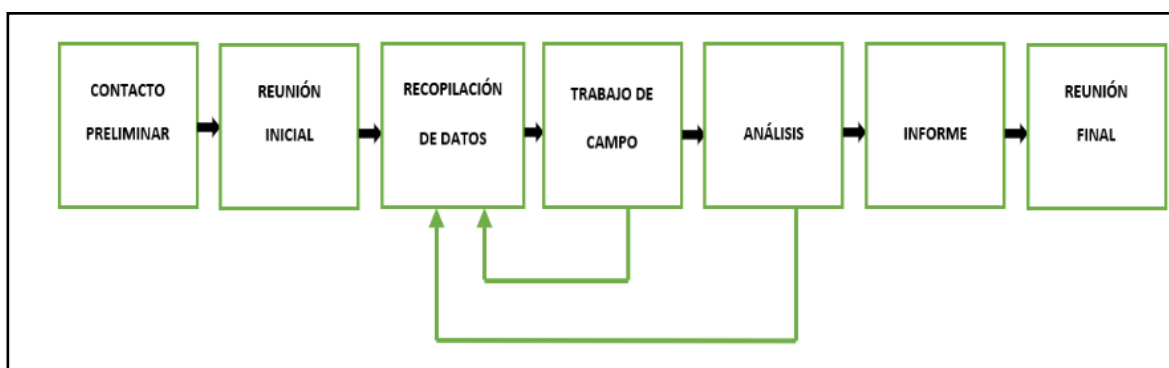 CONTACTO
PRELIMINAR
REUNIÓN
INICIAL
RECOPILACIÓN
DE DATOS
TRABAJO DE
CAMPO
ANÁLISIS
INFORME
REUNIÓN
FINAL